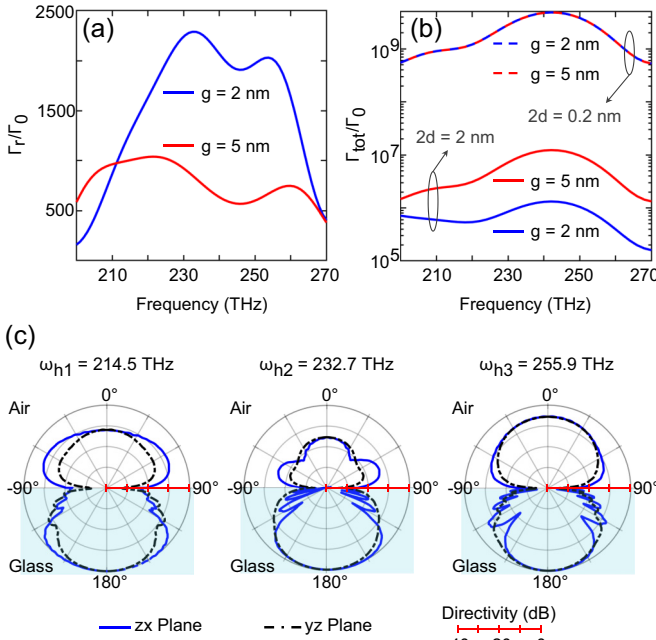 (a)
2500
1500
500
Γr/Γ0
g = 2 nm
g = 5 nm
210 230 250 270
Frequency (THz)
(b)
10^9
10^7
10^5
Γtot/Γ0
g = 2 nm
g = 5 nm
2d = 0.2 nm
2d = 2 nm
g = 5 nm
g = 2 nm
210 230 250 270
Frequency (THz)
(c)
ωh1 = 214.5 THz
ωh2 = 232.7 THz
ωh3 = 255.9 THz
0°
Air
-90°
90°
Glass
180°
0°
Air
-90°
90°
Glass
180°
0°
Air
-90°
90°
Glass
180°
zx Plane
yz Plane
Directivity (dB)